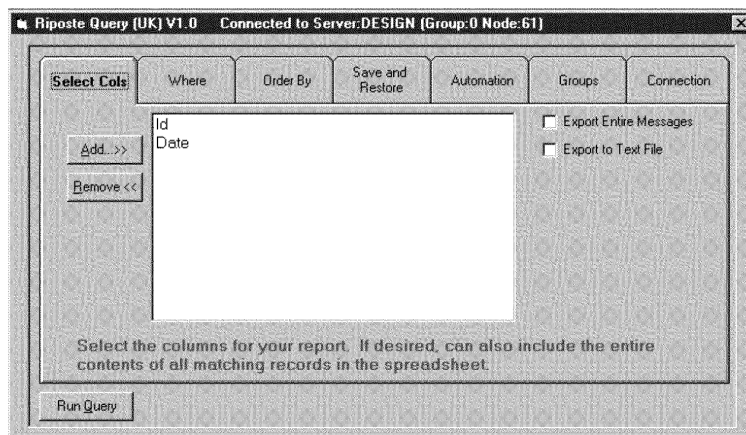 Riposte Query (UK) V1.0 Connected to Server:DESIGN (Group:0 Node:61)
Select Cols Where Order By Save and Restore Automation Groups Connection
Id
Date
Export Entire Messages
Export to Text File
Add...>>
Remove <<
Select the columns for your report. If desired, can also include the entire
contents of all matching records in the spreadsheet.
Run Query